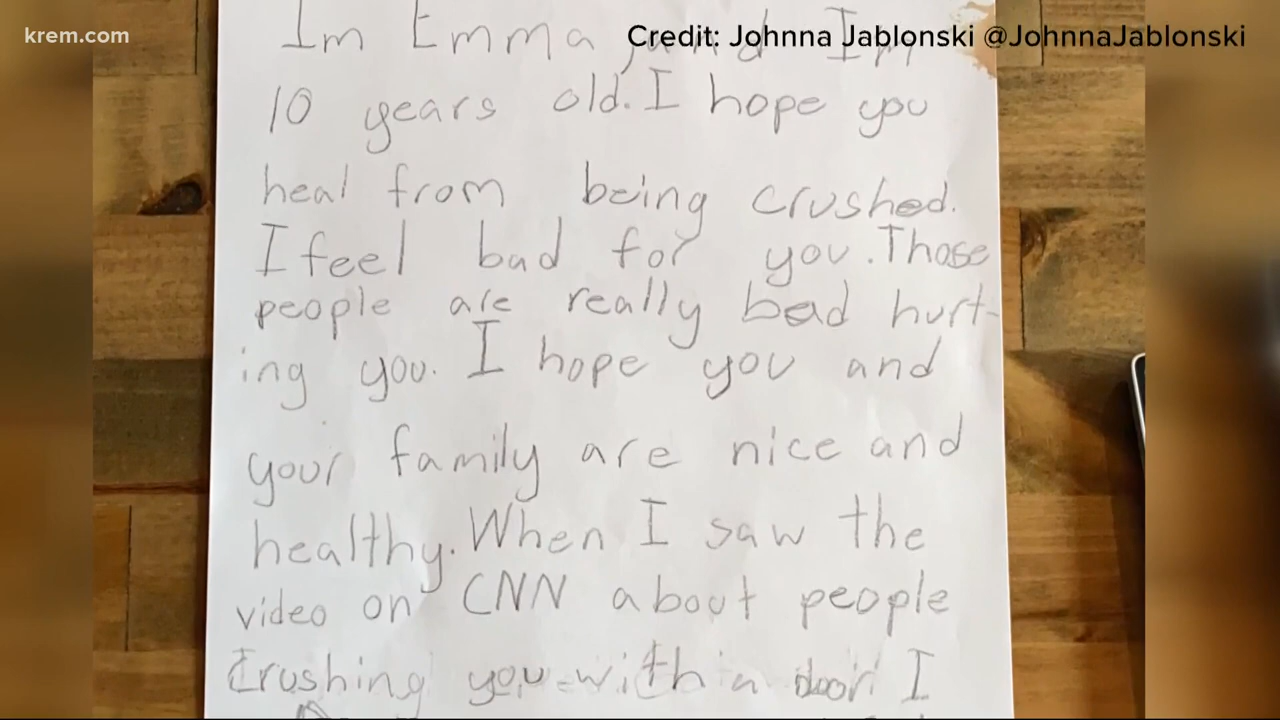 krem.com
Credit: Johnna Jablonski @JohnnaJablonski
Im Emma and Im
10 years old. I hope you
heal from being crushed.
I feel bad for you. Those
people are really bad hurt-
ing you. I hope you and
your family are nice and
healthy. When I saw the
video on CNN about people
Crushing you with a door I